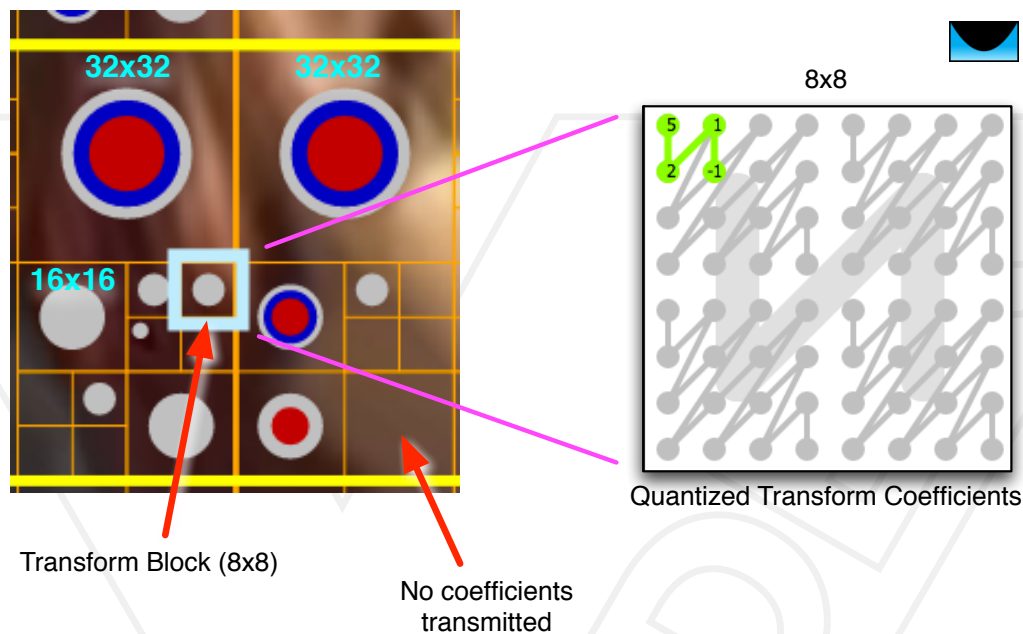 32x32
32x32
16x16
8x8
5 1
2 -1
Quantized Transform Coefficients
Transform Block (8x8)
No coefficients
transmitted